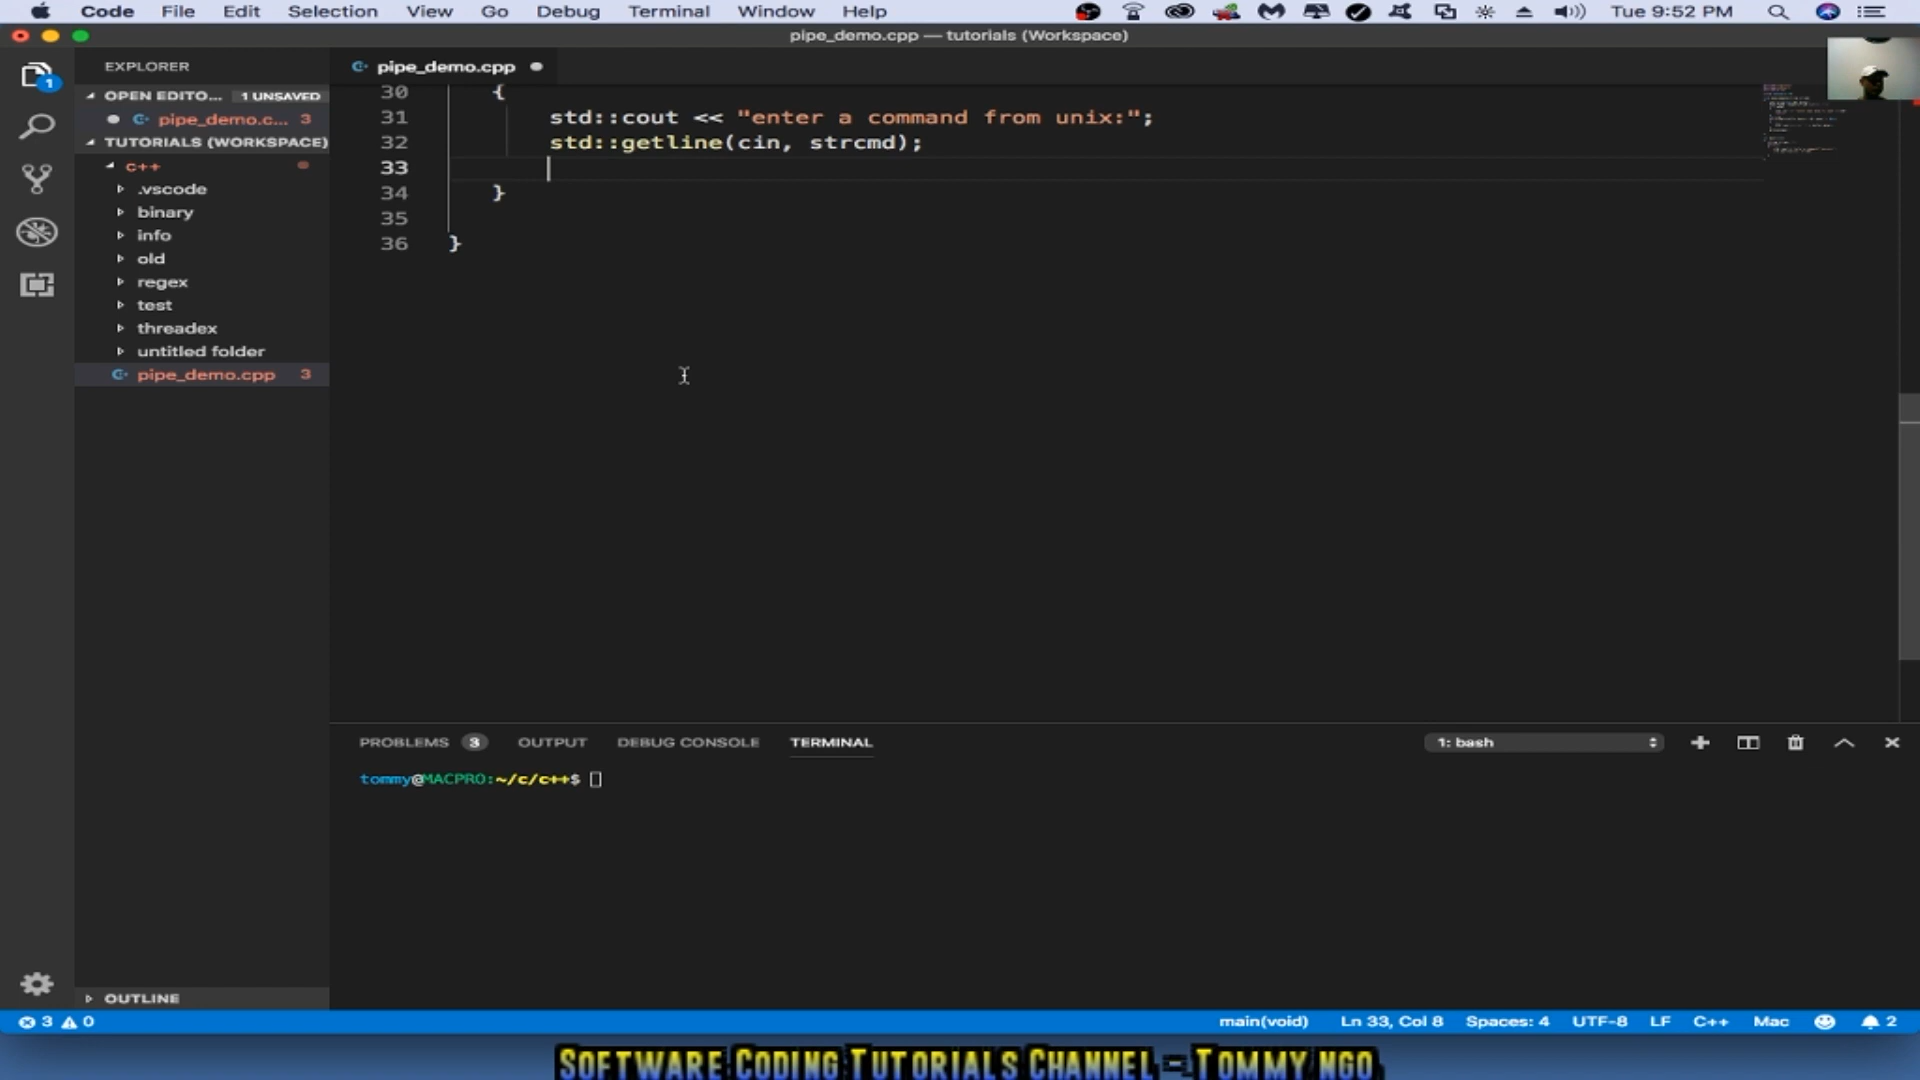 Code File Edit Selection View Go Debug Terminal Window Help Tue 9:52 PM
pipe_demo.cpp — tutorials (Workspace)
EXPLORER
pipe_demo.cpp
1
OPEN EDITO... 1 UNSAVED
pipe_demo.c... 3
TUTORIALS (WORKSPACE)
c++
.vscode
binary
info
old
regex
test
threadex
untitled folder
pipe_demo.cpp 3
OUTLINE
30 {
31 std::cout << "enter a command from unix:";
32 std::getline(cin, strcmd);
33
34 }
35
36 }
PROBLEMS 3 OUTPUT DEBUG CONSOLE TERMINAL 1: bash
tommy@MACPRO:~/c/c++$
3 0 main(void) Ln 33, Col 8 Spaces: 4 UTF-8 LF C++ Mac 2
SOFTWARE CODING TUTORIALS CHANNEL - TOMMY NGO